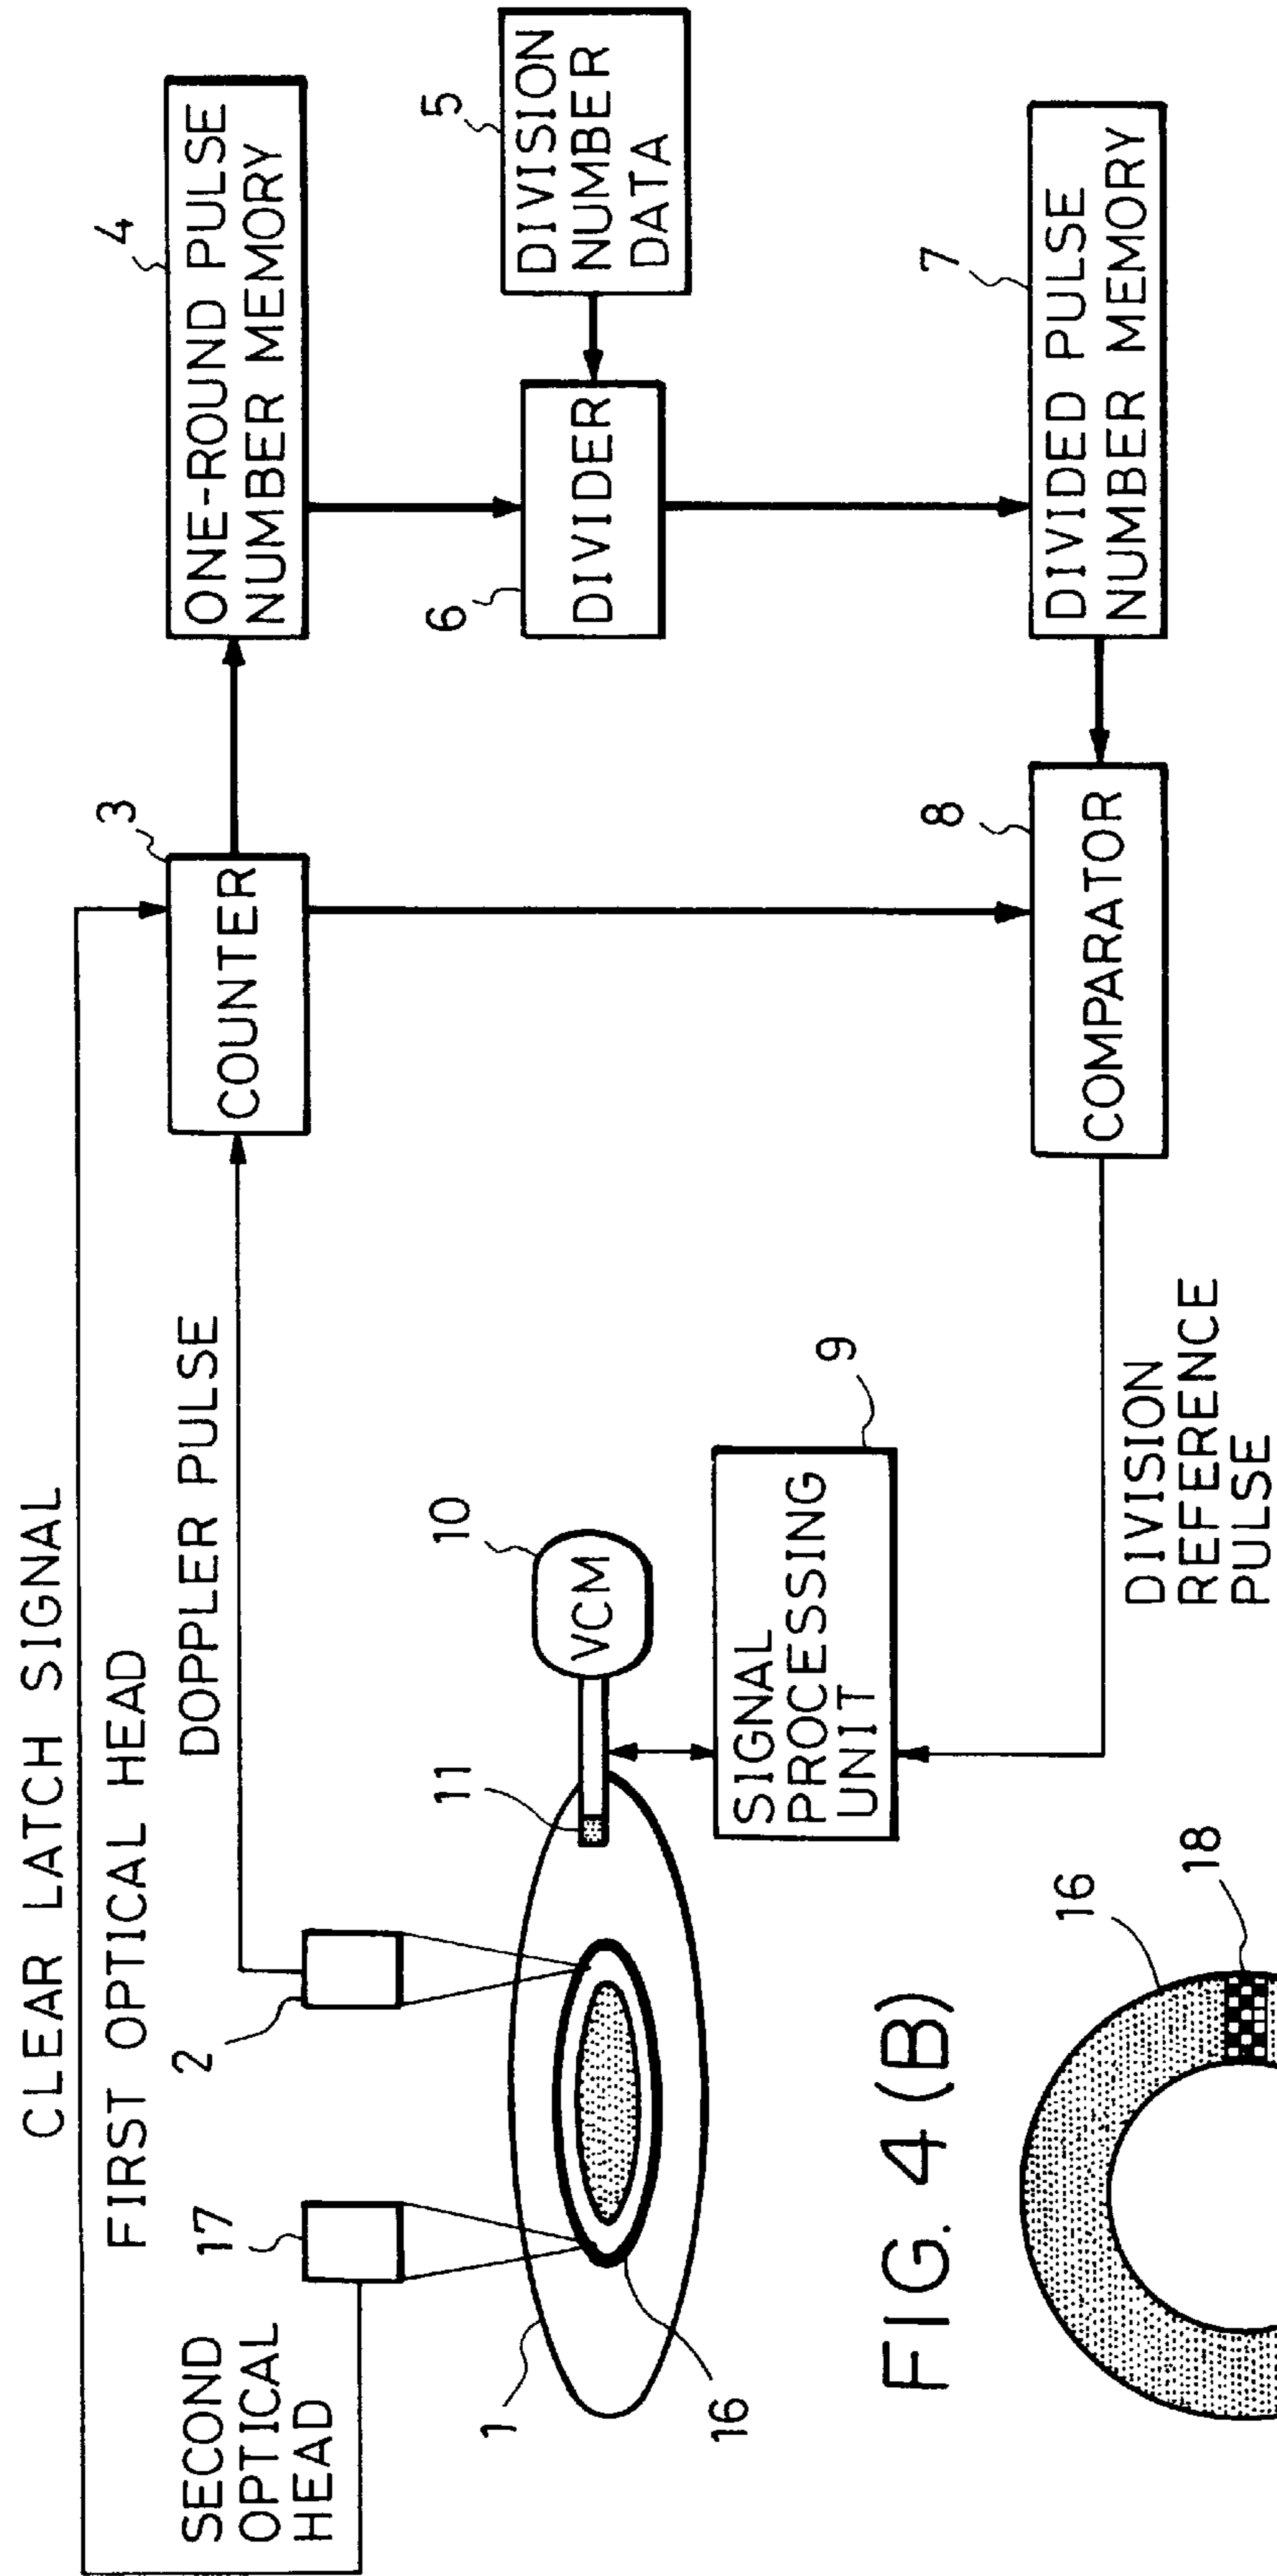 CLEAR LATCH SIGNAL
FIRST OPTICAL HEAD
DOPPLER PULSE
SECOND
OPTICAL
HEAD
17
2
3
COUNTER
4
ONE-ROUND PULSE
NUMBER MEMORY
5
DIVISION
NUMBER
DATA
6
DIVIDER
1
16
11
10
VCM
9
SIGNAL
PROCESSING
UNIT
8
COMPARATOR
7
DIVIDED PULSE
NUMBER MEMORY
DIVISION
REFERENCE
PULSE
FIG. 4 (B)
16
18